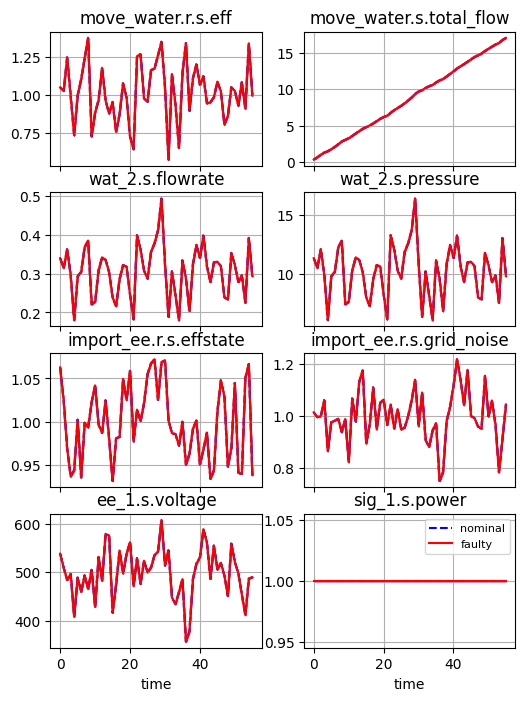 move_water.r.s.eff
move_water.s.total_flow
1.25
1.00
0.75
15
10
5
0
wat_2.s.flowrate
wat_2.s.pressure
0.5
0.4
0.3
0.2
15
10
import_ee.r.s.effstate
import_ee.r.s.grid_noise
1.05
1.00
0.95
1.2
1.0
0.8
ee_1.s.voltage
sig_1.s.power
600
500
400
1.05
1.00
0.95
nominal
faulty
0
20
40
0
20
40
time
time